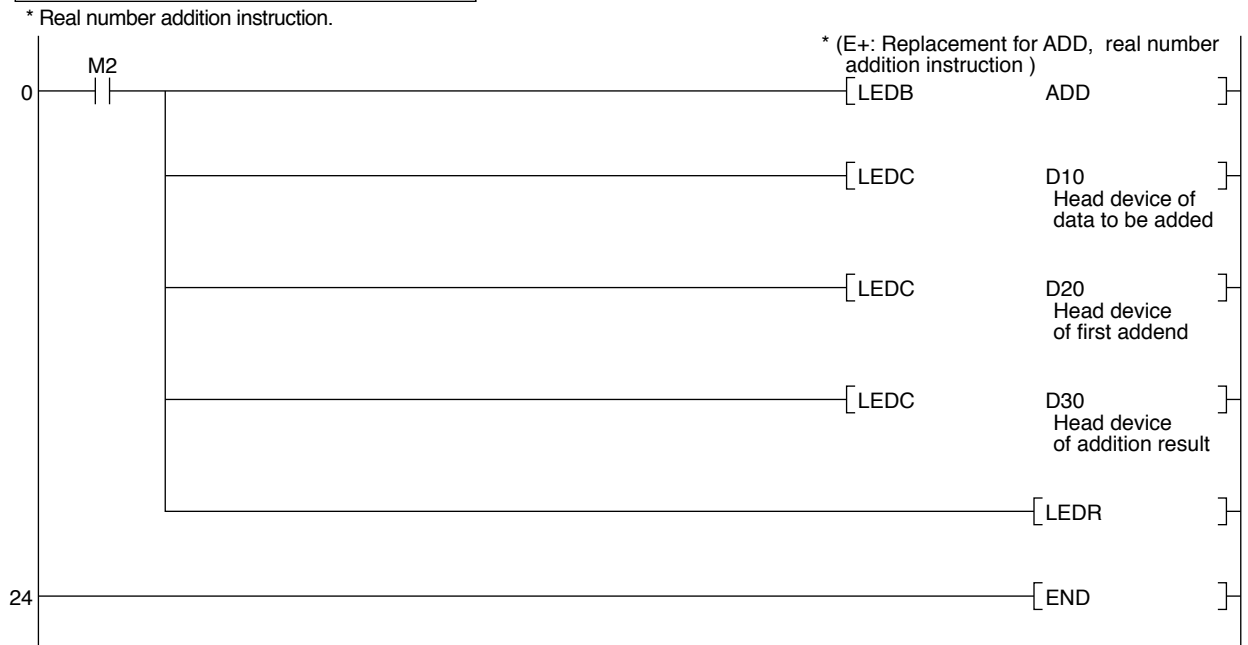 * Real number addition instruction.
* (E+: Replacement for ADD, real number
addition instruction )
M2
0
LEDB ADD
LEDC D10
Head device of
data to be added
LEDC D20
Head device
of first addend
LEDC D30
Head device
of addition result
LEDR
24
END